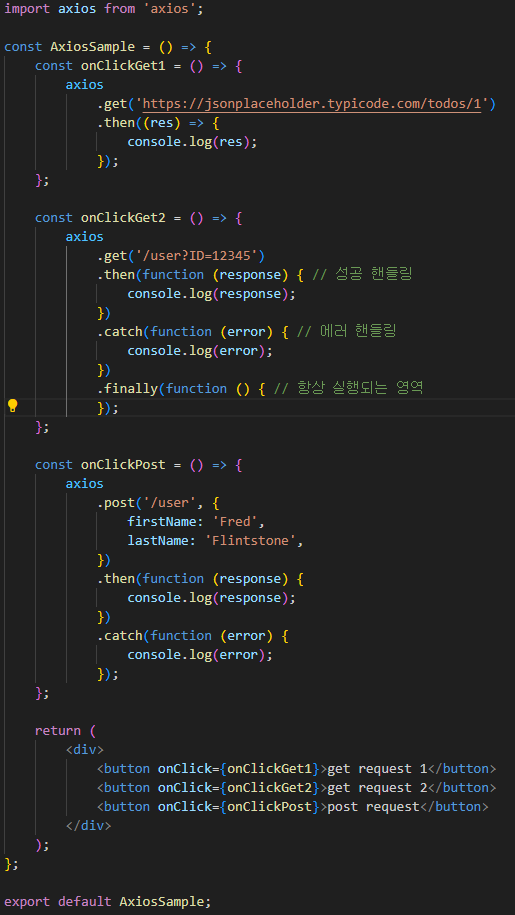 import axios from 'axios';
const AxiosSample = () => {
const onClickGet1 = () => {
axios
.get('https://jsonplaceholder.typicode.com/todos/1')
.then((res) => {
console.log(res);
});
};
const onClickGet2 = () => {
axios
.get('/user?ID=12345')
.then(function (response) { // 성공 핸들링
console.log(response);
})
.catch(function (error) { // 에러 핸들링
console.log(error);
})
.finally(function () { // 항상 실행되는 영역
});
};
const onClickPost = () => {
axios
.post('/user', {
firstName: 'Fred',
lastName: 'Flintstone',
})
.then(function (response) {
console.log(response);
})
.catch(function (error) {
console.log(error);
});
};
return (
<div>
<button onClick={onClickGet1}>get request 1</button>
<button onClick={onClickGet2}>get request 2</button>
<button onClick={onClickPost}>post request</button>
</div>
);
};
export default AxiosSample;